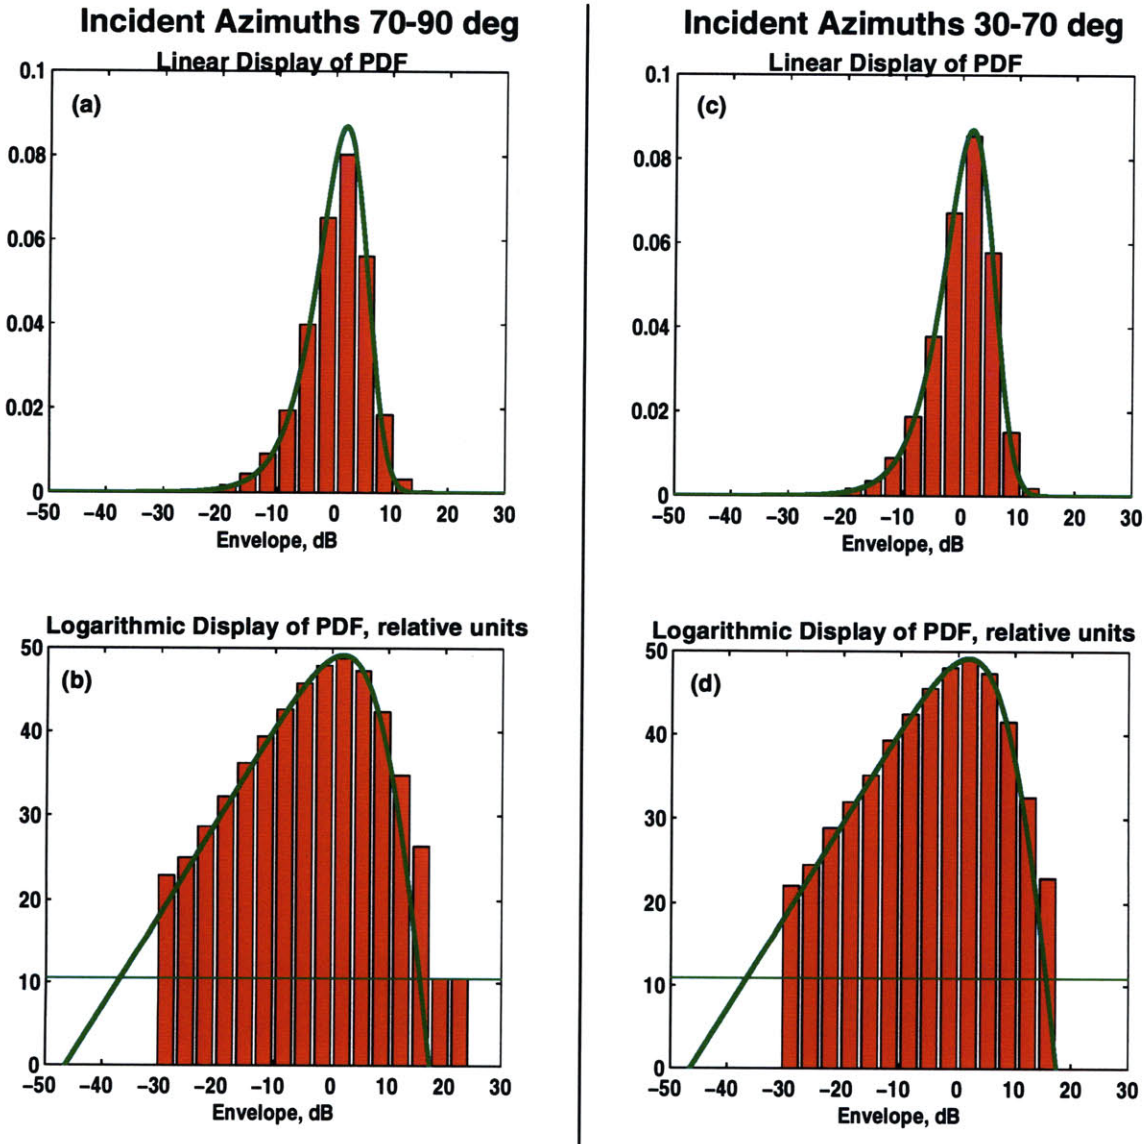 Incident Azimuths 70-90 deg
Linear Display of PDF
(a)
0.1
0.08
0.06
0.04
0.02
0
−50 −40 −30 −20 −10 0 10 20 30
Envelope, dB
Logarithmic Display of PDF, relative units
(b)
50
40
30
20
10
0
−50 −40 −30 −20 −10 0 10 20 30
Envelope, dB
Incident Azimuths 30-70 deg
Linear Display of PDF
(c)
0.1
0.08
0.06
0.04
0.02
0
−50 −40 −30 −20 −10 0 10 20 30
Envelope, dB
Logarithmic Display of PDF, relative units
(d)
50
40
30
20
10
0
−50 −40 −30 −20 −10 0 10 20 30
Envelope, dB